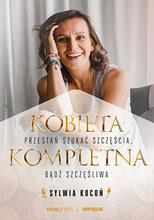 KOBIETA
PRZESTAŃ SZUKAĆ SZCZĘŚCIA,
KOMPLETNA
BĄDŹ SZCZĘŚLIWA
SYLWIA KOCOŃ
onepress | sensus